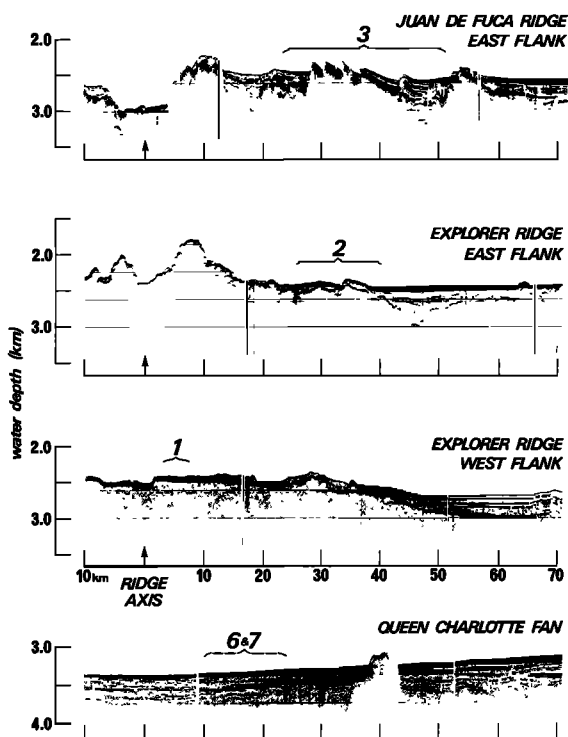 JUAN DE FUCA RIDGE
EAST FLANK
3
2.0
3.0
EXPLORER RIDGE
EAST FLANK
2
2.0
3.0
water depth (km)
EXPLORER RIDGE
WEST FLANK
1
2.0
3.0
10km RIDGE AXIS 10 20 30 40 50 60 70
QUEEN CHARLOTTE FAN
6&7
3.0
4.0